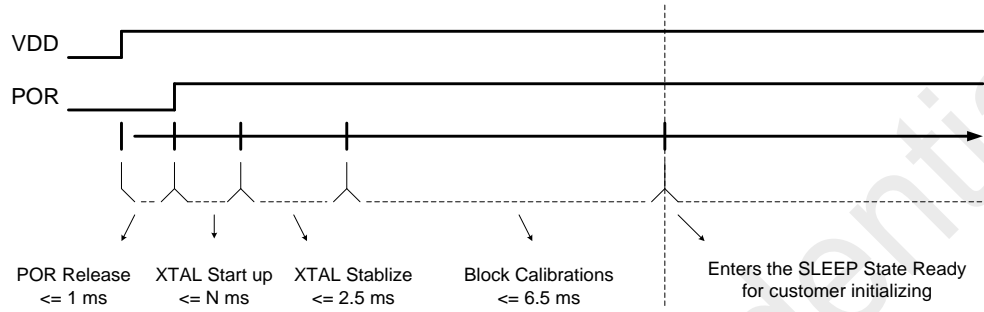 VDD
POR
POR Release
<= 1 ms
XTAL Start up
<= N ms
XTAL Stablize
<= 2.5 ms
Block Calibrations
<= 6.5 ms
Enters the SLEEP State Ready
for customer initializing